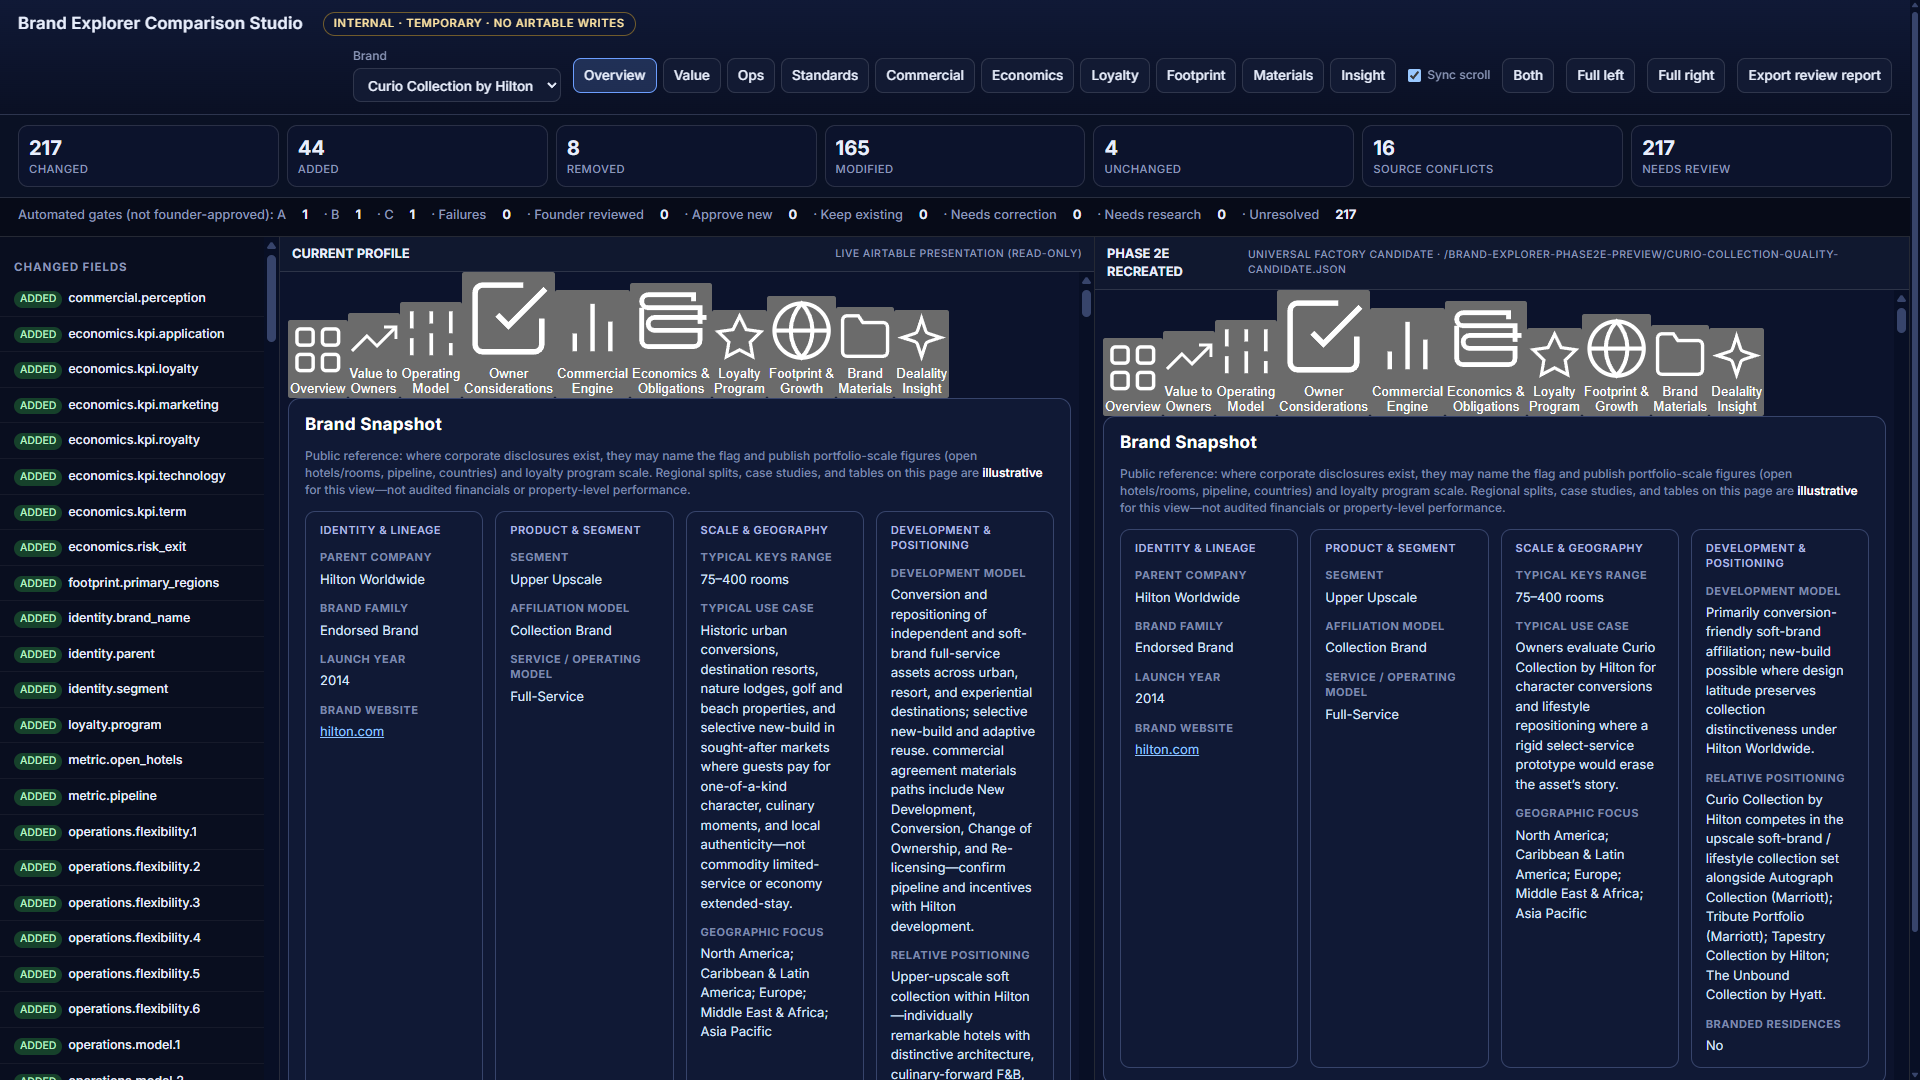 Brand Explorer Comparison Studio
INTERNAL · TEMPORARY · NO AIRTABLE WRITES
Brand
Curio Collection by Hilton
Overview
Value
Ops
Standards
Commercial
Economics
Loyalty
Footprint
Materials
Insight
Sync scroll
Both
Full left
Full right
Export review report
217
CHANGED
44
ADDED
8
REMOVED
165
MODIFIED
4
UNCHANGED
16
SOURCE CONFLICTS
217
NEEDS REVIEW
Automated gates (not founder-approved): A 1 · B 1 · C 1 · Failures 0 · Founder reviewed 0 · Approve new 0 · Keep existing 0 · Needs correction 0 · Needs research 0 · Unresolved 217
CHANGED FIELDS
ADDED commercial.perception
ADDED economics.kpi.application
ADDED economics.kpi.loyalty
ADDED economics.kpi.marketing
ADDED economics.kpi.royalty
ADDED economics.kpi.technology
ADDED economics.kpi.term
ADDED economics.risk_exit
ADDED footprint.primary_regions
ADDED identity.brand_name
ADDED identity.parent
ADDED identity.segment
ADDED loyalty.program
ADDED metric.open_hotels
ADDED metric.pipeline
ADDED operations.flexibility.1
ADDED operations.flexibility.2
ADDED operations.flexibility.3
ADDED operations.flexibility.4
ADDED operations.flexibility.5
ADDED operations.flexibility.6
ADDED operations.model.1
ADDED operations.model.2
CURRENT PROFILE
LIVE AIRTABLE PRESENTATION (READ-ONLY)
Overview
Value to
Owners
Operating
Model
Owner
Considerations
Commercial
Engine
Economics &
Obligations
Loyalty
Program
Footprint &
Growth
Brand
Materials
Dealality
Insight
Brand Snapshot
Public reference: where corporate disclosures exist, they may name the flag and publish portfolio-scale figures (open
hotels/rooms, pipeline, countries) and loyalty program scale. Regional splits, case studies, and tables on this page are illustrative
for this view—not audited financials or property-level performance.
IDENTITY & LINEAGE
PARENT COMPANY
Hilton Worldwide
BRAND FAMILY
Endorsed Brand
LAUNCH YEAR
2014
BRAND WEBSITE
hilton.com
PRODUCT & SEGMENT
SEGMENT
Upper Upscale
AFFILIATION MODEL
Collection Brand
SERVICE / OPERATING
MODEL
Full-Service
SCALE & GEOGRAPHY
TYPICAL KEYS RANGE
75–400 rooms
TYPICAL USE CASE
Historic urban
conversions,
destination resorts,
nature lodges, golf and
beach properties, and
selective new-build in
sought-after markets
where guests pay for
one-of-a-kind
character, culinary
moments, and local
authenticity—not
commodity limited-
service or economy
extended-stay.
GEOGRAPHIC FOCUS
North America;
Caribbean & Latin
America; Europe;
Middle East & Africa;
Asia Pacific
DEVELOPMENT &
POSITIONING
DEVELOPMENT MODEL
Conversion and
repositioning of
independent and soft-
brand full-service
assets across urban,
resort, and experiential
destinations; selective
new-build and adaptive
reuse. commercial
agreement materials
paths include New
Development,
Conversion, Change of
Ownership, and Re-
licensing—confirm
pipeline and incentives
with Hilton
development.
RELATIVE POSITIONING
Upper-upscale soft
collection within Hilton
—individually
remarkable hotels with
distinctive architecture,
culinary-forward F&B,
PHASE 2E
RECREATED
UNIVERSAL FACTORY CANDIDATE · /BRAND-EXPLORER-PHASE2E-PREVIEW/CURIO-COLLECTION-QUALITY-
CANDIDATE.JSON
Overview
Value to
Owners
Operating
Model
Owner
Considerations
Commercial
Engine
Economics &
Obligations
Loyalty
Program
Footprint &
Growth
Brand
Materials
Dealality
Insight
Brand Snapshot
Public reference: where corporate disclosures exist, they may name the flag and publish portfolio-scale figures (open
hotels/rooms, pipeline, countries) and loyalty program scale. Regional splits, case studies, and tables on this page are illustrative
for this view—not audited financials or property-level performance.
IDENTITY & LINEAGE
PARENT COMPANY
Hilton Worldwide
BRAND FAMILY
Endorsed Brand
LAUNCH YEAR
2014
BRAND WEBSITE
hilton.com
PRODUCT & SEGMENT
SEGMENT
Upper Upscale
AFFILIATION MODEL
Collection Brand
SERVICE / OPERATING
MODEL
Full-Service
SCALE & GEOGRAPHY
TYPICAL KEYS RANGE
75–400 rooms
TYPICAL USE CASE
Owners evaluate Curio
Collection by Hilton for
character conversions
and lifestyle
repositioning where a
rigid select-service
prototype would erase
the asset's story.
GEOGRAPHIC FOCUS
North America;
Caribbean & Latin
America; Europe;
Middle East & Africa;
Asia Pacific
DEVELOPMENT &
POSITIONING
DEVELOPMENT MODEL
Primarily conversion-
friendly soft-brand
affiliation; new-build
possible where design
latitude preserves
collection
distinctiveness under
Hilton Worldwide.
RELATIVE POSITIONING
Curio Collection by
Hilton competes in the
upscale soft-brand /
lifestyle collection set
alongside Autograph
Collection (Marriott);
Tribute Portfolio
(Marriott); Tapestry
Collection by Hilton;
The Unbound
Collection by Hyatt.
BRANDED RESIDENCES
No